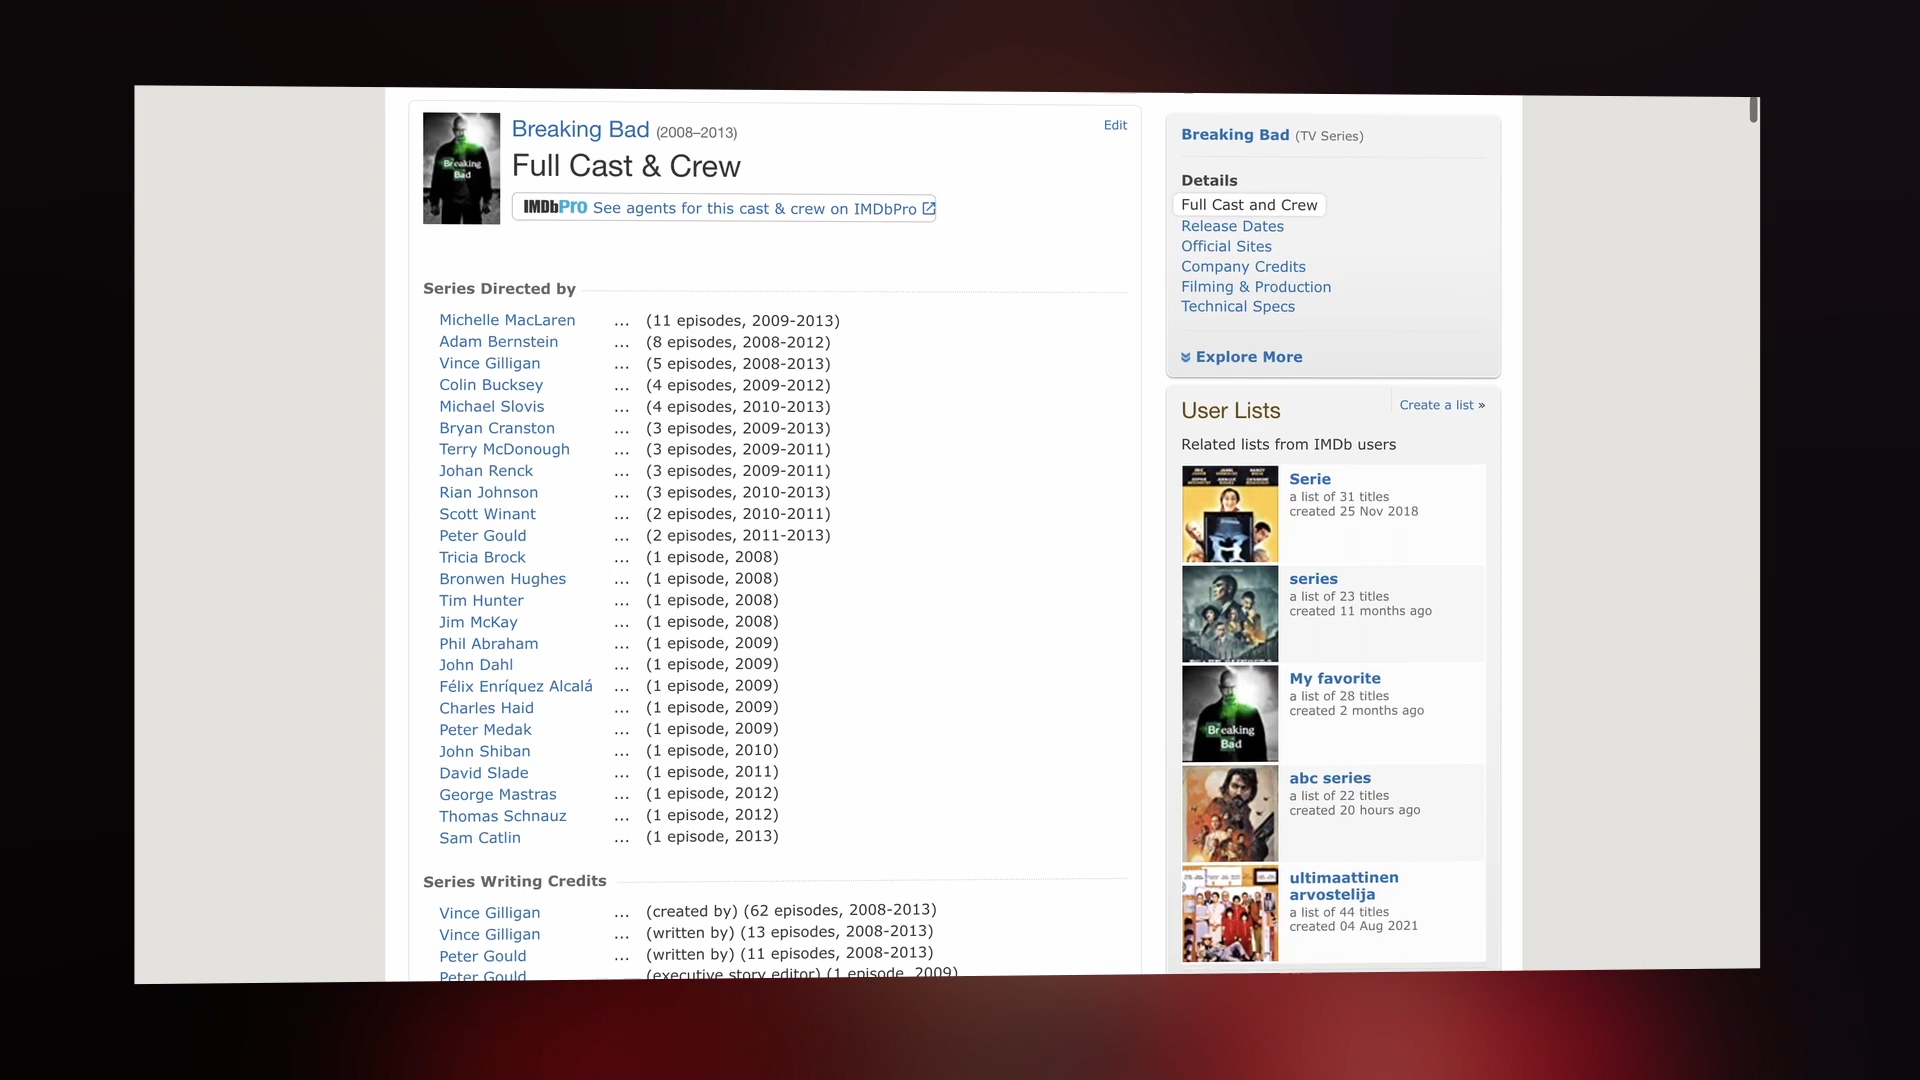 Breaking Bad (2008–2013)
Edit
Full Cast & Crew
IMDbPro See agents for this cast & crew on IMDbPro
Breaking
Bad
Series Directed by
Michelle MacLaren ... (11 episodes, 2009-2013)
Adam Bernstein ... (8 episodes, 2008-2012)
Vince Gilligan ... (5 episodes, 2008-2013)
Colin Bucksey ... (4 episodes, 2009-2012)
Michael Slovis ... (4 episodes, 2010-2013)
Bryan Cranston ... (3 episodes, 2009-2013)
Terry McDonough ... (3 episodes, 2009-2011)
Johan Renck ... (3 episodes, 2009-2011)
Rian Johnson ... (3 episodes, 2010-2013)
Scott Winant ... (2 episodes, 2010-2011)
Peter Gould ... (2 episodes, 2011-2013)
Tricia Brock ... (1 episode, 2008)
Bronwen Hughes ... (1 episode, 2008)
Tim Hunter ... (1 episode, 2008)
Jim McKay ... (1 episode, 2008)
Phil Abraham ... (1 episode, 2009)
John Dahl ... (1 episode, 2009)
Félix Enríquez Alcalá ... (1 episode, 2009)
Charles Haid ... (1 episode, 2009)
Peter Medak ... (1 episode, 2009)
John Shiban ... (1 episode, 2010)
David Slade ... (1 episode, 2011)
George Mastras ... (1 episode, 2012)
Thomas Schnauz ... (1 episode, 2012)
Sam Catlin ... (1 episode, 2013)
Series Writing Credits
Vince Gilligan ... (created by) (62 episodes, 2008-2013)
Vince Gilligan ... (written by) (13 episodes, 2008-2013)
Peter Gould ... (written by) (11 episodes, 2008-2013)
Peter Gould (executive story editor) (1 episode, 2009)
Breaking Bad (TV Series)
Details
Full Cast and Crew
Release Dates
Official Sites
Company Credits
Filming & Production
Technical Specs
Explore More
User Lists
Create a list »
Related lists from IMDb users
Serie
a list of 31 titles
created 25 Nov 2018
series
a list of 23 titles
created 11 months ago
My favorite
a list of 28 titles
created 2 months ago
Breaking
Bad
abc series
a list of 22 titles
created 20 hours ago
ultimaattinen
arvostelija
a list of 44 titles
created 04 Aug 2021